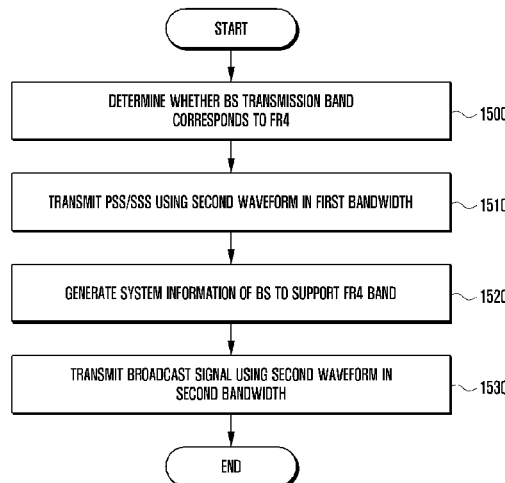 START
DETERMINE WHETHER BS TRANSMISSION BAND
CORRESPONDS TO FR4
1500
TRANSMIT PSS/SSS USING SECOND WAVEFORM IN FIRST BANDWIDTH
1510
GENERATE SYSTEM INFORMATION OF BS TO SUPPORT FR4 BAND
1520
TRANSMIT BROADCAST SIGNAL USING SECOND WAVEFORM IN
SECOND BANDWIDTH
1530
END